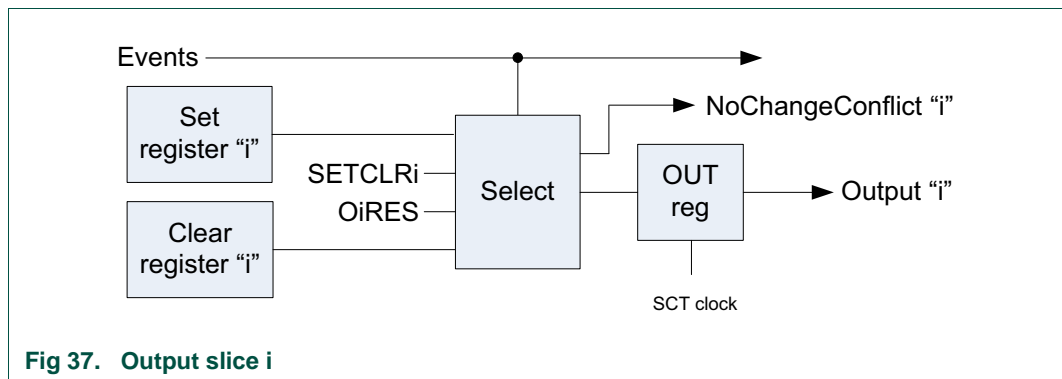 Events
Set
register “i”
SETCLRi
OiRES
Clear
register “i”
Select
NoChangeConflict “i”
OUT
reg
Output “i”
SCT clock
Fig 37. Output slice i